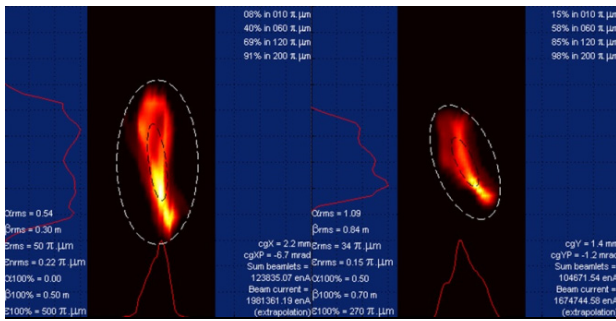 08% in 010 π.μm
40% in 060 π.μm
69% in 120 π.μm
91% in 200 π.μm
αrms = 0.54
βrms = 0.30 m
εrms = 50 π.μm
εnrms = 0.22 π.μm
α100% = 0.00
β100% = 0.50 m
ε100% = 500 π.μm
cgX = 2.2 mm
cgXP = -6.7 mrad
Sum beamlets =
123835.07 eA
Beam current =
1981361.19 enA
(extrapolation)
15% in 010 π.μm
58% in 060 π.μm
85% in 120 π.μm
98% in 200 π.μm
αrms = 1.09
βrms = 0.84 m
εrms = 34 π.μm
εnrms = 0.15 π.μm
α100% = 0.50
β100% = 0.70 m
ε100% = 270 π.μm
cgY = 1.4 mm
cgYP = -1.2 mrad
Sum beamlets =
104671.54 enA
Beam current =
1674744.58 enA
(extrapolation)